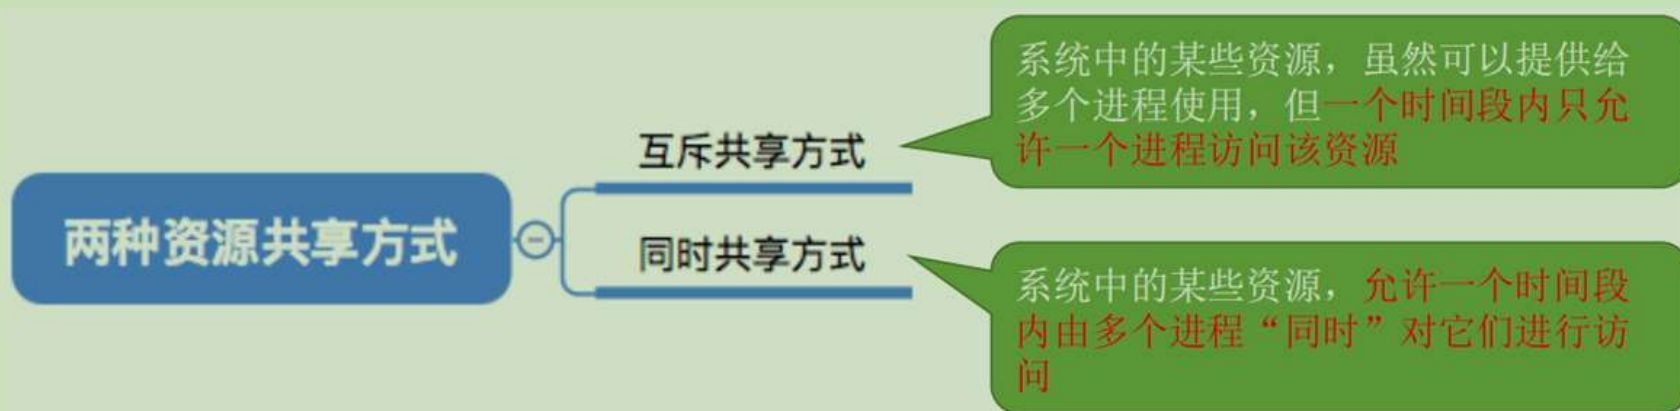 系统中的某些资源，虽然可以提供给
多个进程使用，但一个时间段内只允
许一个进程访问该资源
互斥共享方式
两种资源共享方式
同时共享方式
系统中的某些资源，允许一个时间段
内由多个进程“同时”对它们进行访
问